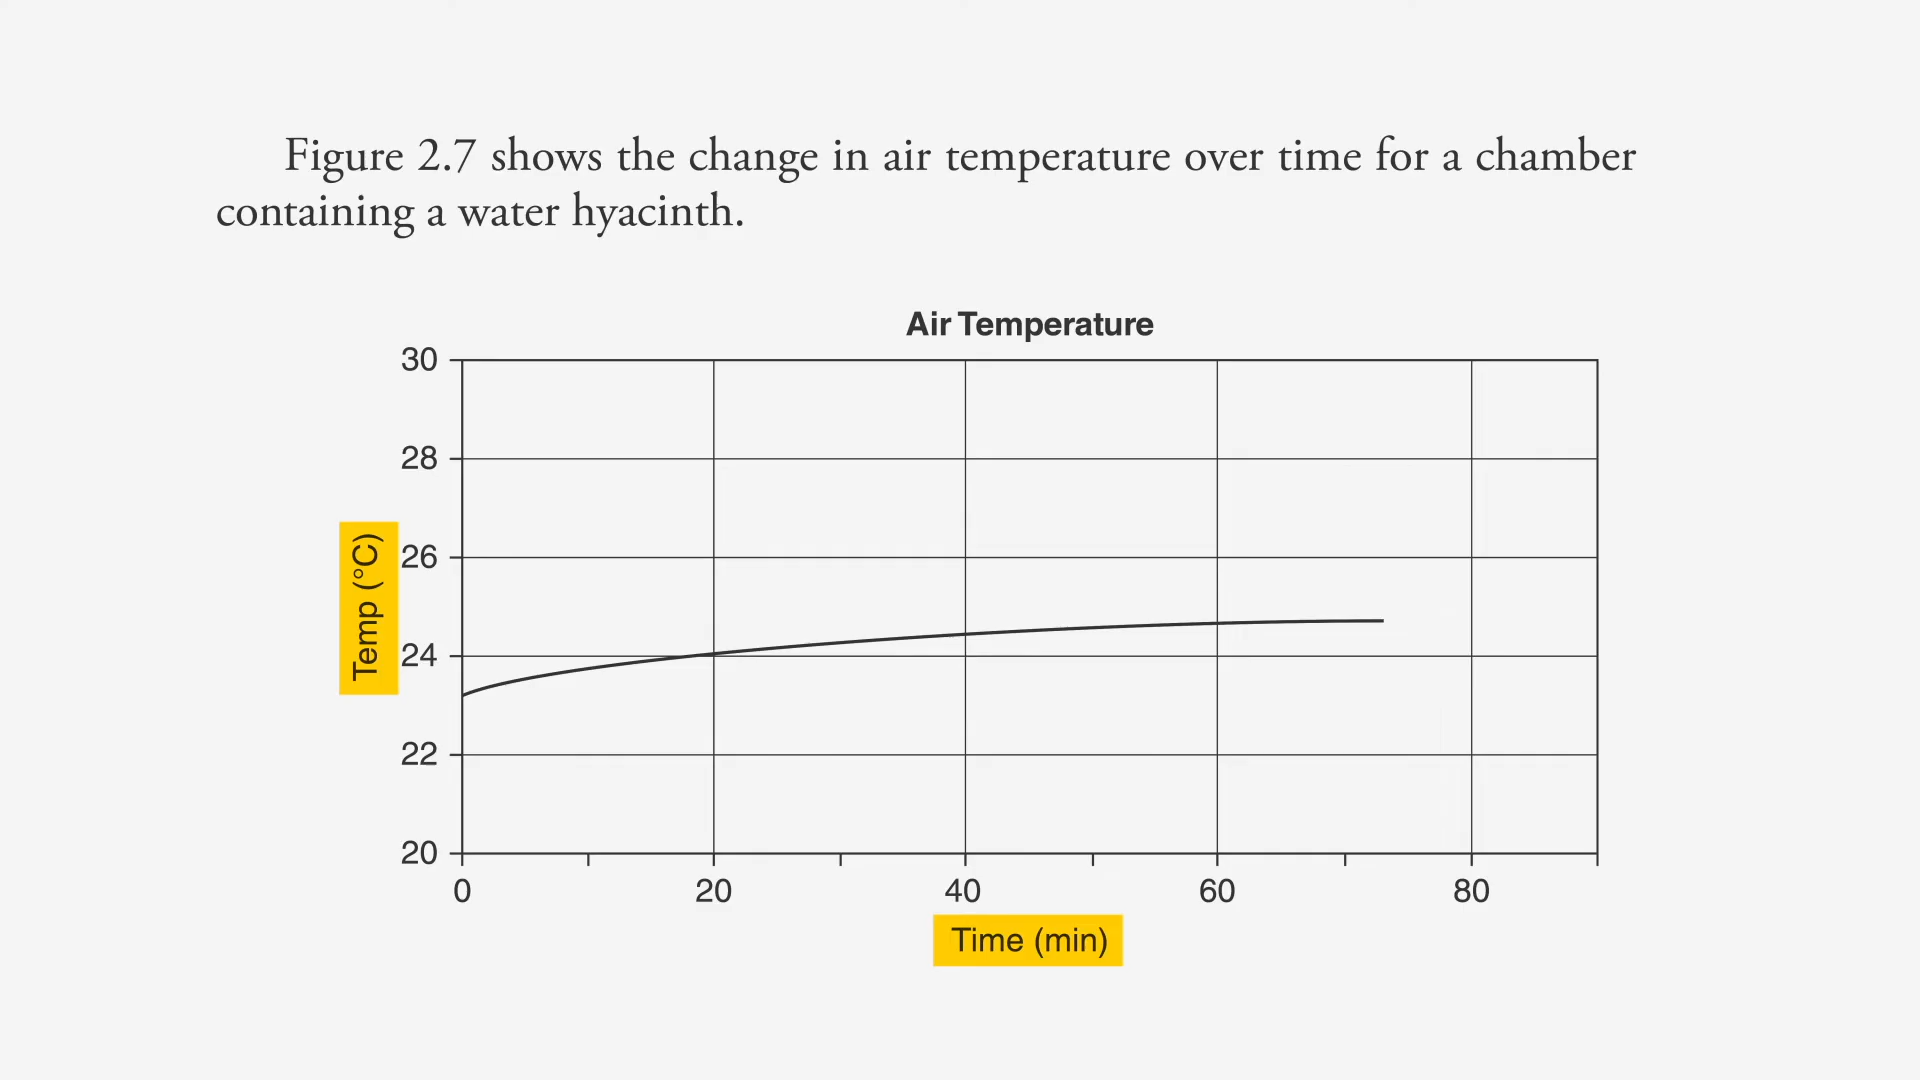 Figure 2.7 shows the change in air temperature over time for a chamber
containing a water hyacinth.
Air Temperature
30
28
26
24
22
20
Temp (°C)
0 20 40 60 80
Time (min)